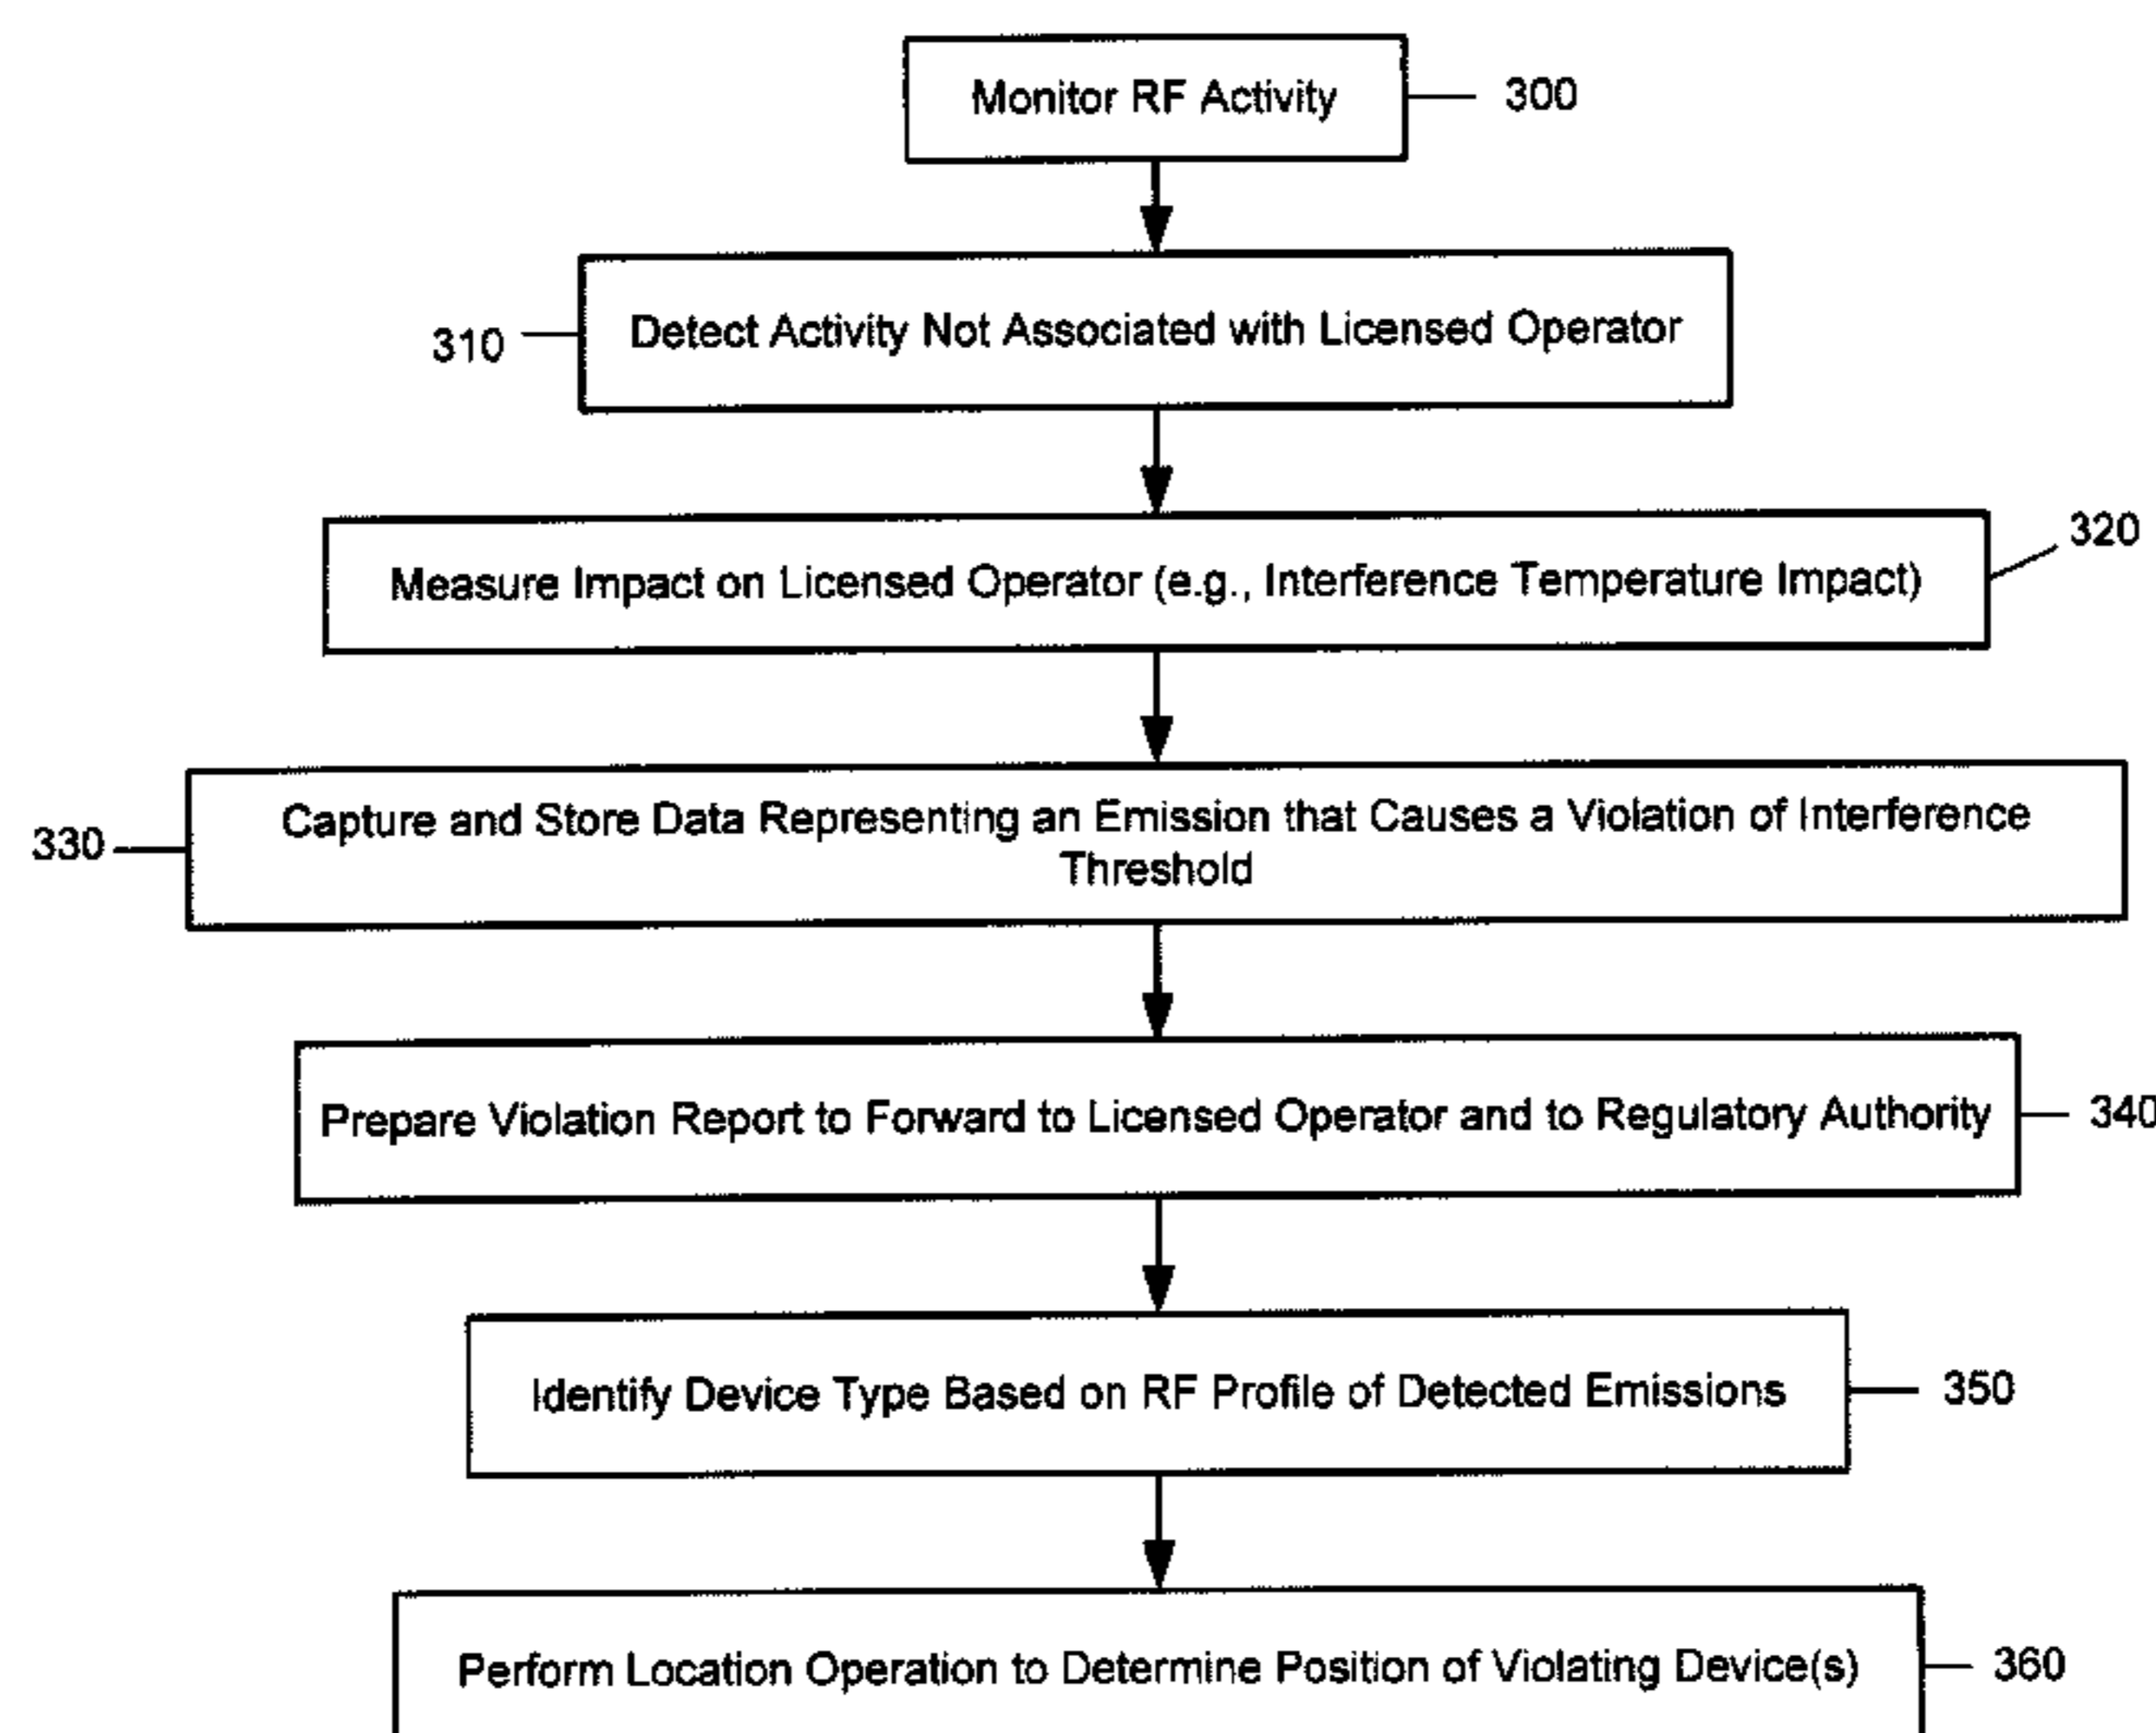 Monitor RF Activity
300
310
Detect Activity Not Associated with Licensed Operator
320
Measure Impact on Licensed Operator (e.g., Interference Temperature Impact)
330
Capture and Store Data Representing an Emission that Causes a Violation of Interference
Threshold
Prepare Violation Report to Forward to Licensed Operator and to Regulatory Authority
340
Identify Device Type Based on RF Profile of Detected Emissions
350
Perform Location Operation to Determine Position of Violating Device(s)
360